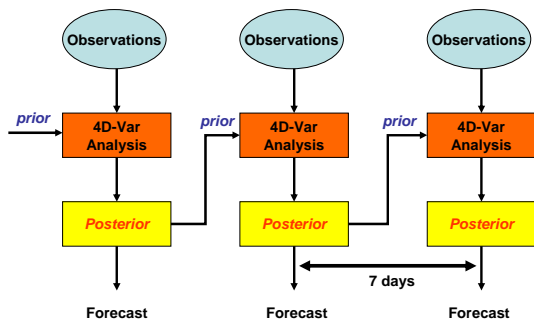 Observations
Observations
Observations
prior
prior
prior
4D-Var
Analysis
4D-Var
Analysis
4D-Var
Analysis
Posterior
Posterior
Posterior
7 days
Forecast
Forecast
Forecast